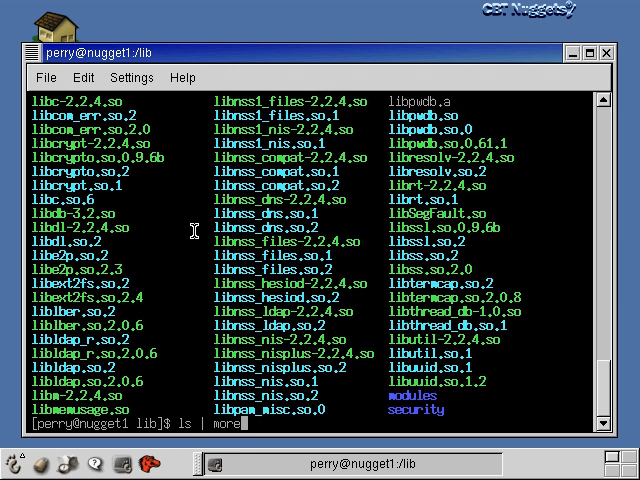 CBT Nuggets
perry@nugget1:/lib
File Edit Settings Help
libc-2.2.4.so libnss1_files-2.2.4.so libpwdb.a
libcom_err.so.2 libnss1_files.so.1 libpwdb.so
libcom_err.so.2.0 libnss1_nis-2.2.4.so libpwdb.so.0
libcrypt-2.2.4.so libnss1_nis.so.1 libpwdb.so.0.61.1
libcrypto.so.0.9.6b libnss_compat-2.2.4.so libresolv-2.2.4.so
libcrypto.so.2 libnss_compat.so.1 libresolv.so.2
libcrypt.so.1 libnss_compat.so.2 librt-2.2.4.so
libc.so.6 libnss_dns-2.2.4.so librt.so.1
libdb-3.2.so libnss_dns.so.1 libSegFault.so
libdl-2.2.4.so libnss_dns.so.2 libssl.so.0.9.6b
libdl.so.2 libnss_files-2.2.4.so libssl.so.2
libe2p.so.2 libnss_files.so.1 libss.so.2
libe2p.so.2.3 libnss_files.so.2 libss.so.2.0
libext2fs.so.2 libnss_hesiod-2.2.4.so libtermcap.so.2
libext2fs.so.2.4 libnss_hesiod.so.2 libtermcap.so.2.0.8
liblber.so.2 libnss_ldap-2.2.4.so libthread_db-1.0.so
liblber.so.2.0.6 libnss_ldap.so.2 libthread_db.so.1
libldap_r.so.2 libnss_nis-2.2.4.so libutil-2.2.4.so
libldap_r.so.2.0.6 libnss_nisplus-2.2.4.so libutil.so.1
libldap.so.2 libnss_nisplus.so.2 libuuid.so.1
libldap.so.2.0.6 libnss_nis.so.1 libuuid.so.1.2
libm-2.2.4.so libnss_nis.so.2 modules
libmemusage.so libpam_misc.so.0 security
[perry@nugget1 lib]$ ls | more
perry@nugget1:/lib